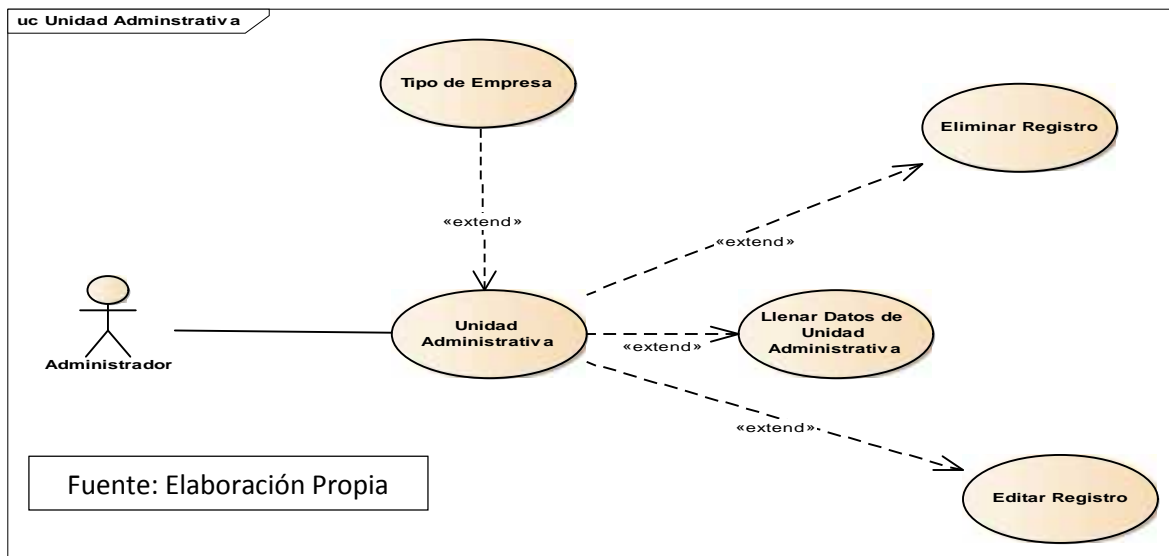 uc Unidad Adminstrativa
Tipo de Empresa
Eliminar Registro
«extend»
«extend»
Unidad
Administrativa
Llenar Datos de
Unidad
Administrativa
«extend»
Administrador
«extend»
Fuente: Elaboración Propia
Editar Registro